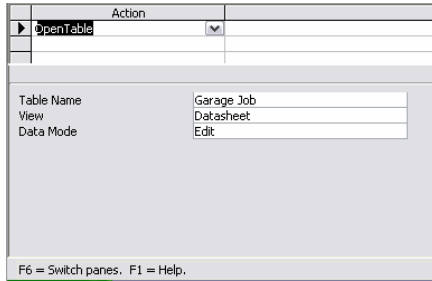 Action
OpenTable
Table Name Garage Job
View Datasheet
Data Mode Edit
F6 = Switch panes. F1 = Help.